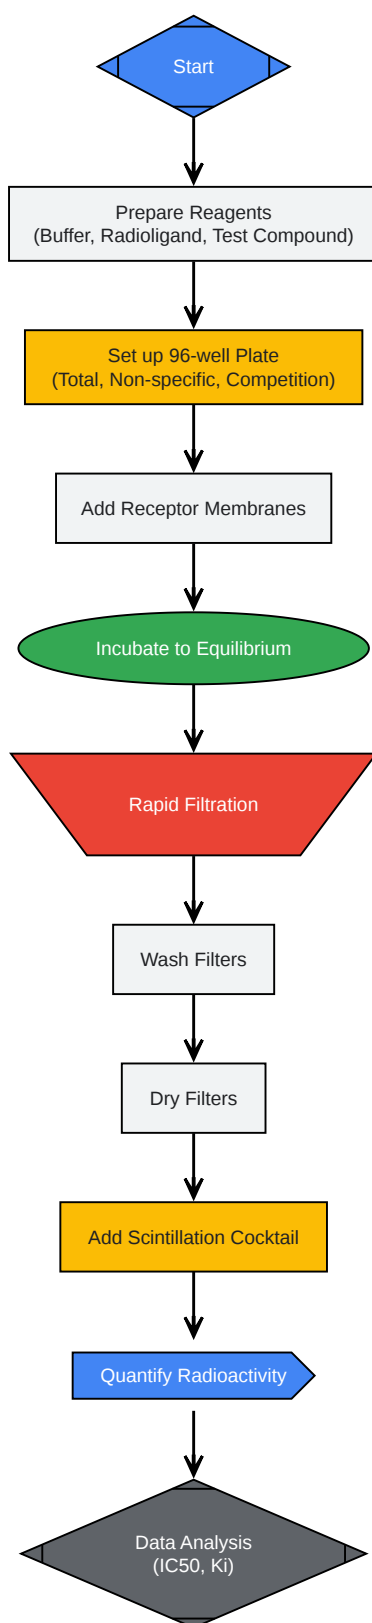 Start
Prepare Reagents
(Buffer, Radioligand, Test Compound)
Set up 96-well Plate
(Total, Non-specific, Competition)
Add Receptor Membranes
Incubate to Equilibrium
Rapid Filtration
Wash Filters
Dry Filters
Add Scintillation Cocktail
Quantify Radioactivity
Data Analysis
(IC50, Ki)